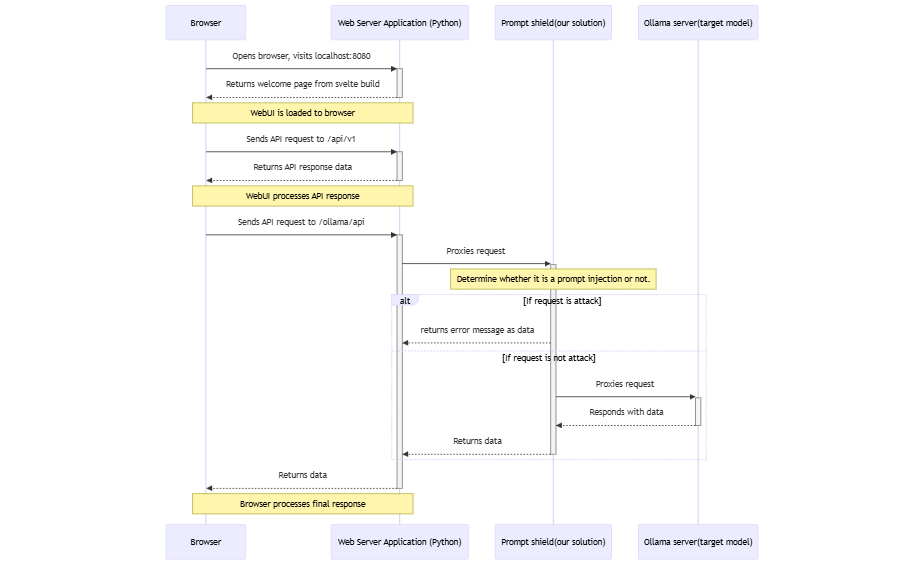 Browser
Web Server Application (Python)
Prompt shield(our solution)
Ollama server(target model)
Opens browser, visits localhost:8080
Returns welcome page from svelte build
WebUI is loaded to browser
Sends API request to /api/v1
Returns API response data
WebUI processes API response
Sends API request to /ollama/api
Proxies request
Determine whether it is a prompt injection or not.
alt
[If request is attack]
returns error message as data
[If request is not attack]
Proxies request
Responds with data
Returns data
Returns data
Browser processes final response
Browser
Web Server Application (Python)
Prompt shield(our solution)
Ollama server(target model)